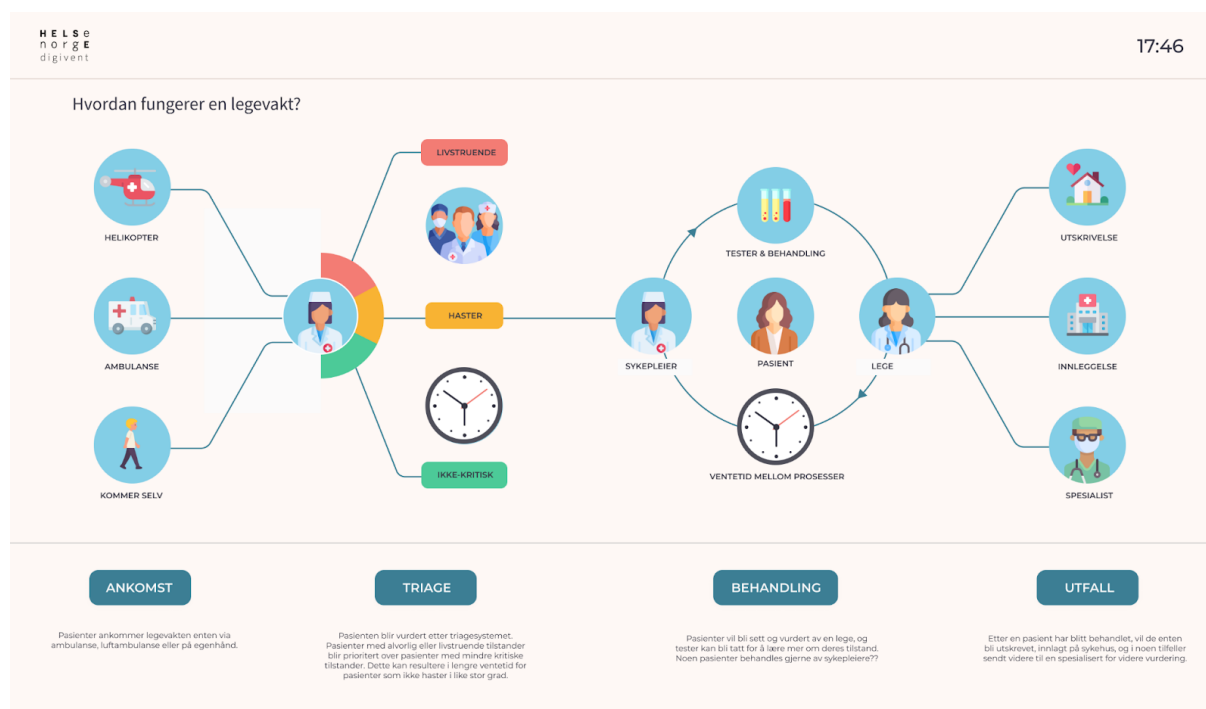 HELSe
norgE
digivent
17:46
Hvordan fungerer en legevakt?
LIVSTRUENDE
HELIKOPTER
TESTER & BEHANDLING
UTSKRIVELSE
HASTER
AMBULANSE
SYKEPLEIER
PASIENT
LEGE
INNLEGGELSE
IKKE-KRITISK
VENTETID MELLOM PROSESSER
KOMMER SELV
SPESIALIST
ANKOMST
Pasienter ankommer legevakten enten via
ambulanse, luftambulanse eller på egenhånd.
TRIAGE
Pasienten blir vurdert etter triagesystemet.
Pasienter med alvorlig eller livstruende tilstander
blir prioritert over pasienter med mindre kritiske
tilstander. Dette kan resultere i lengre ventetid for
pasienter som ikke haster i like stor grad.
BEHANDLING
Pasienter vil bli sett og vurdert av en lege, og
tester kan bli tatt for å lære mer om deres tilstand.
Noen pasienter behandles gjerne av sykepleiere??
UTFALL
Etter en pasient har blitt behandlet, vil de enten
bli utskrevet, innlagt på sykehus, og i noen tilfeller
sendt videre til en spesialisert for videre vurdering.